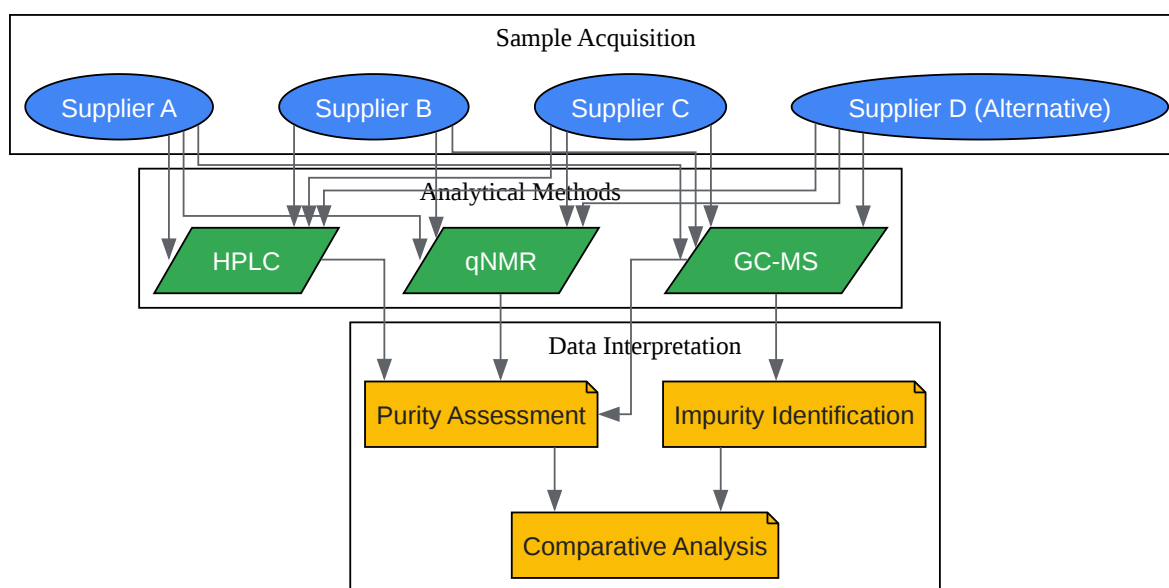 Sample Acquisition
Supplier A
Supplier B
Supplier C
Supplier D (Alternative)
Analytical Methods
HPLC
qNMR
GC-MS
Data Interpretation
Purity Assessment
Impurity Identification
Comparative Analysis